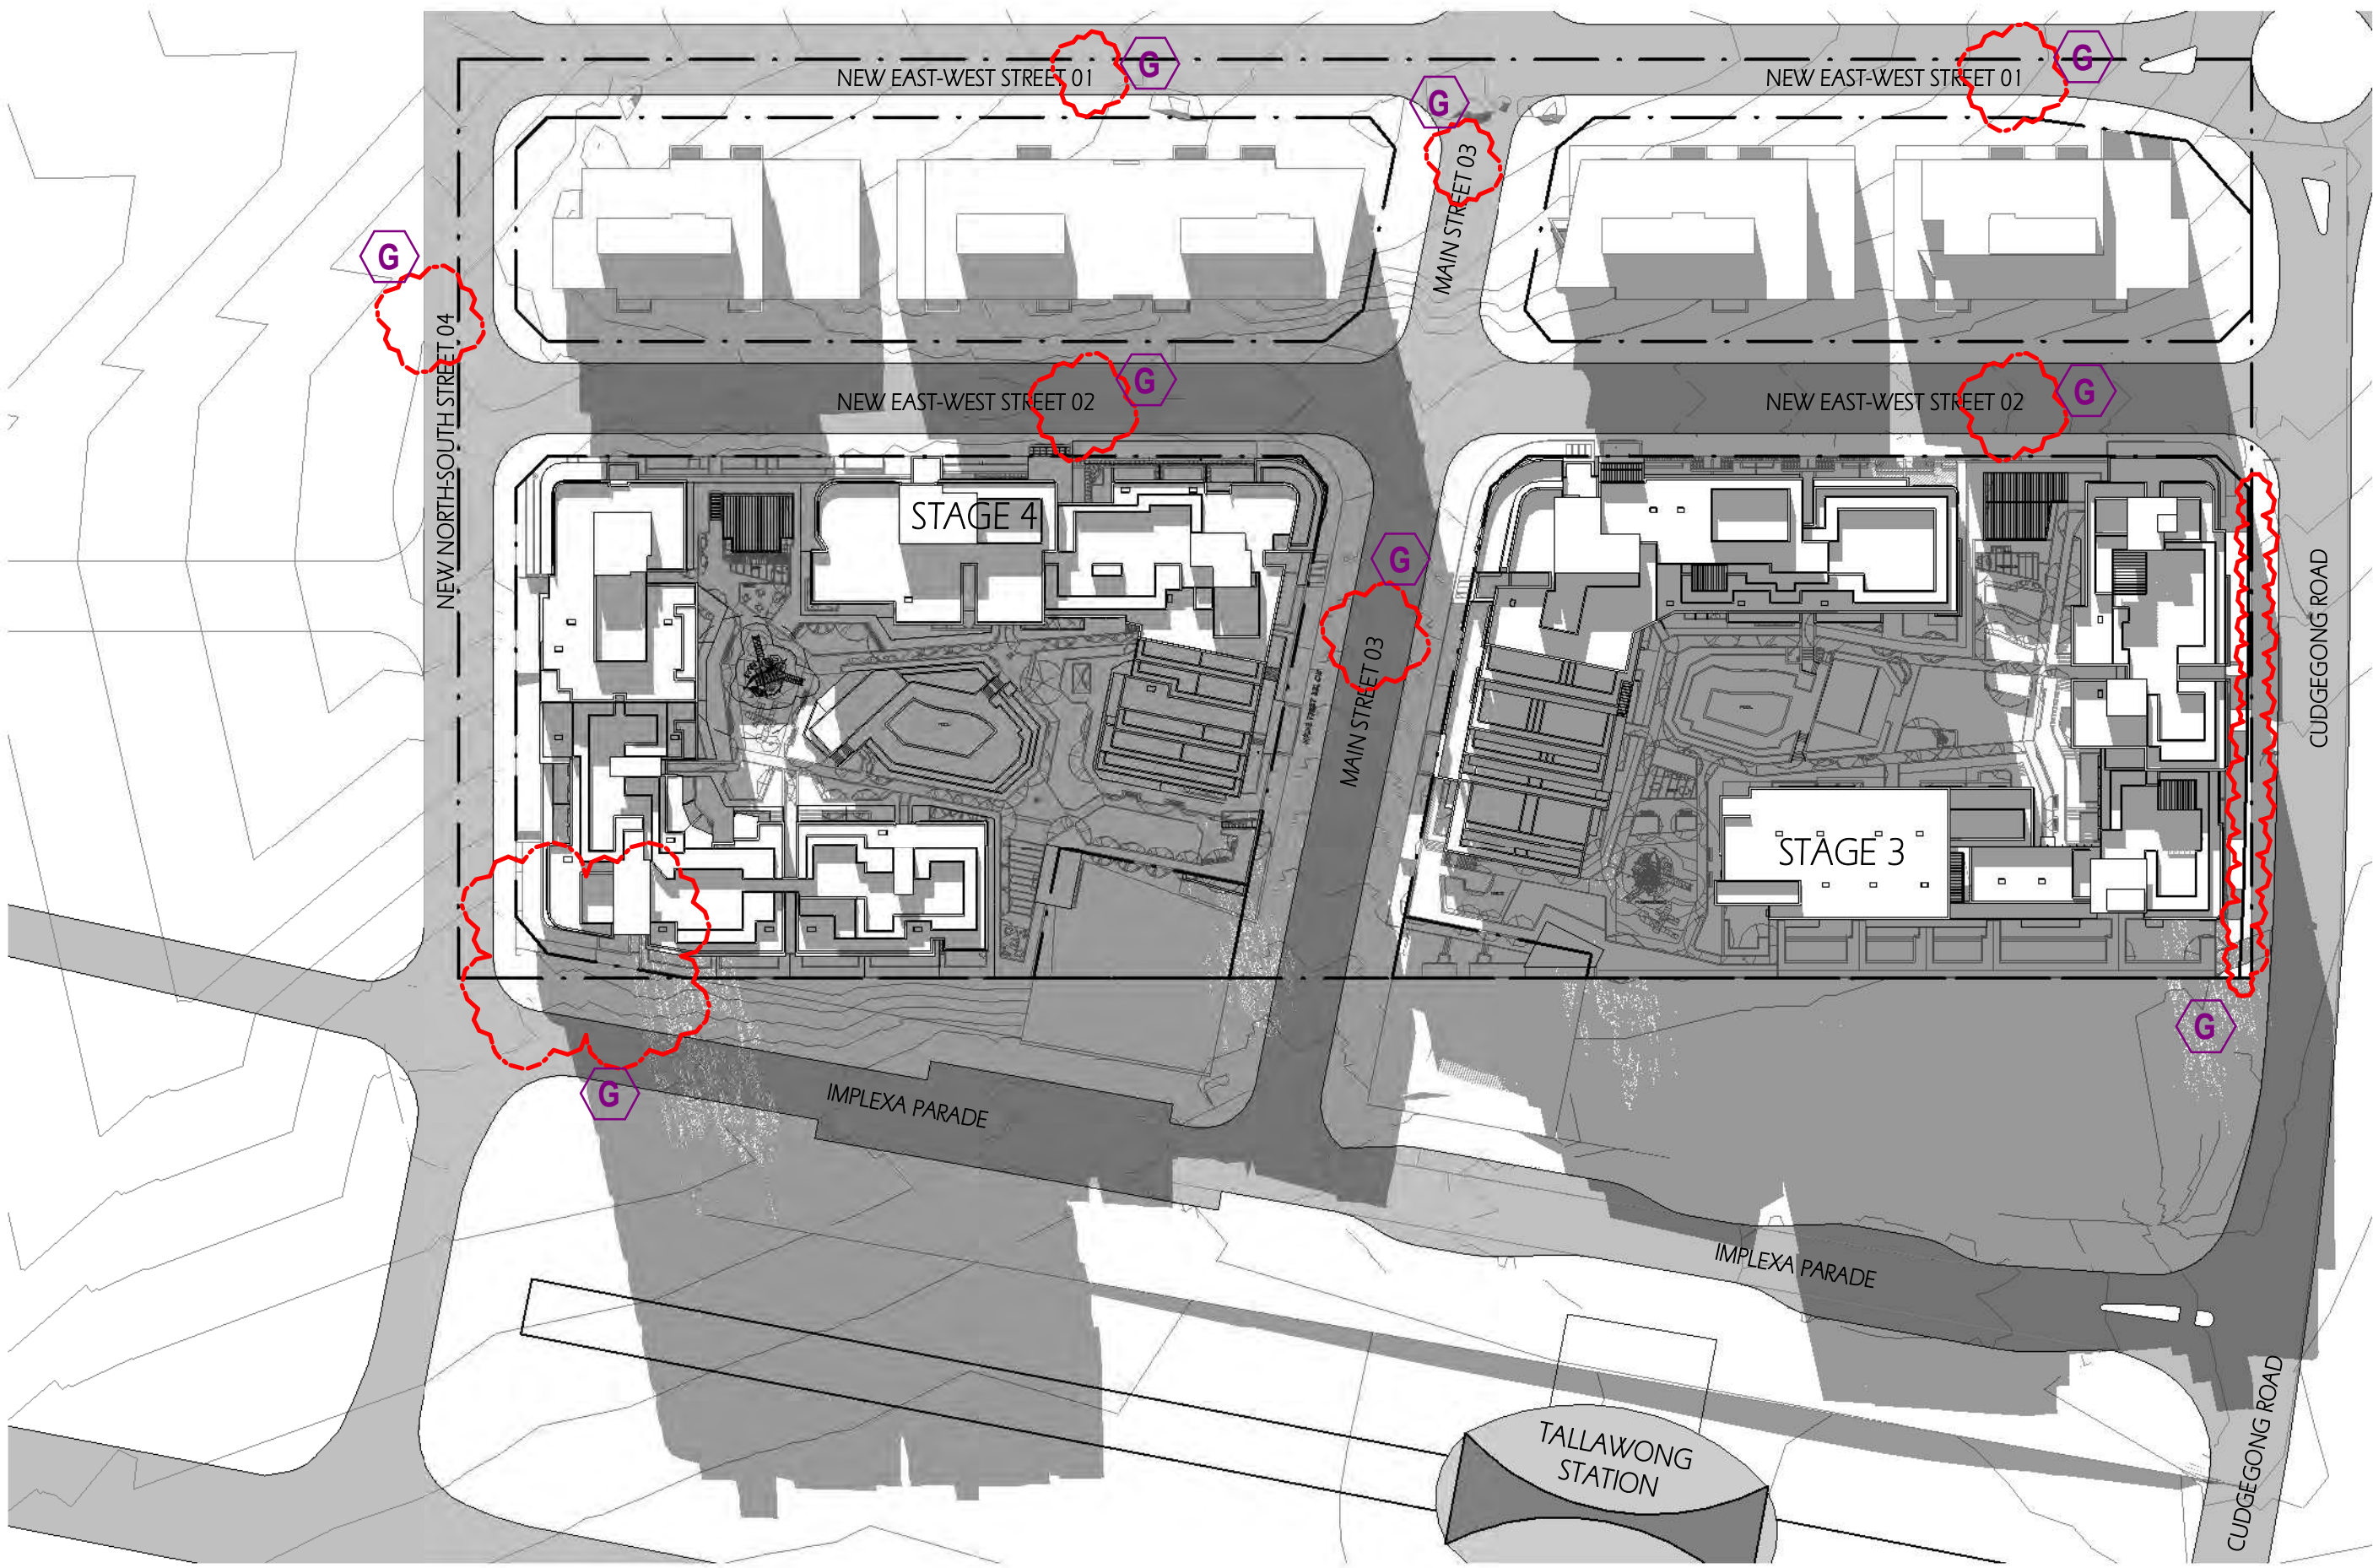 NEW EAST-WEST STREET 01
G
NEW EAST-WEST STREET 01
G
G
MAIN STREET 03
G
NEW NORTH-SOUTH STREET 04
NEW EAST-WEST STREET 02
G
NEW EAST-WEST STREET 02
G
STAGE 4
G
MAIN STREET 03
CUDGEGONG ROAD
STAGE 3
G
G
IMPLEXA PARADE
IMPLEXA PARADE
TALLAWONG
STATION
CUDGEGONG ROAD